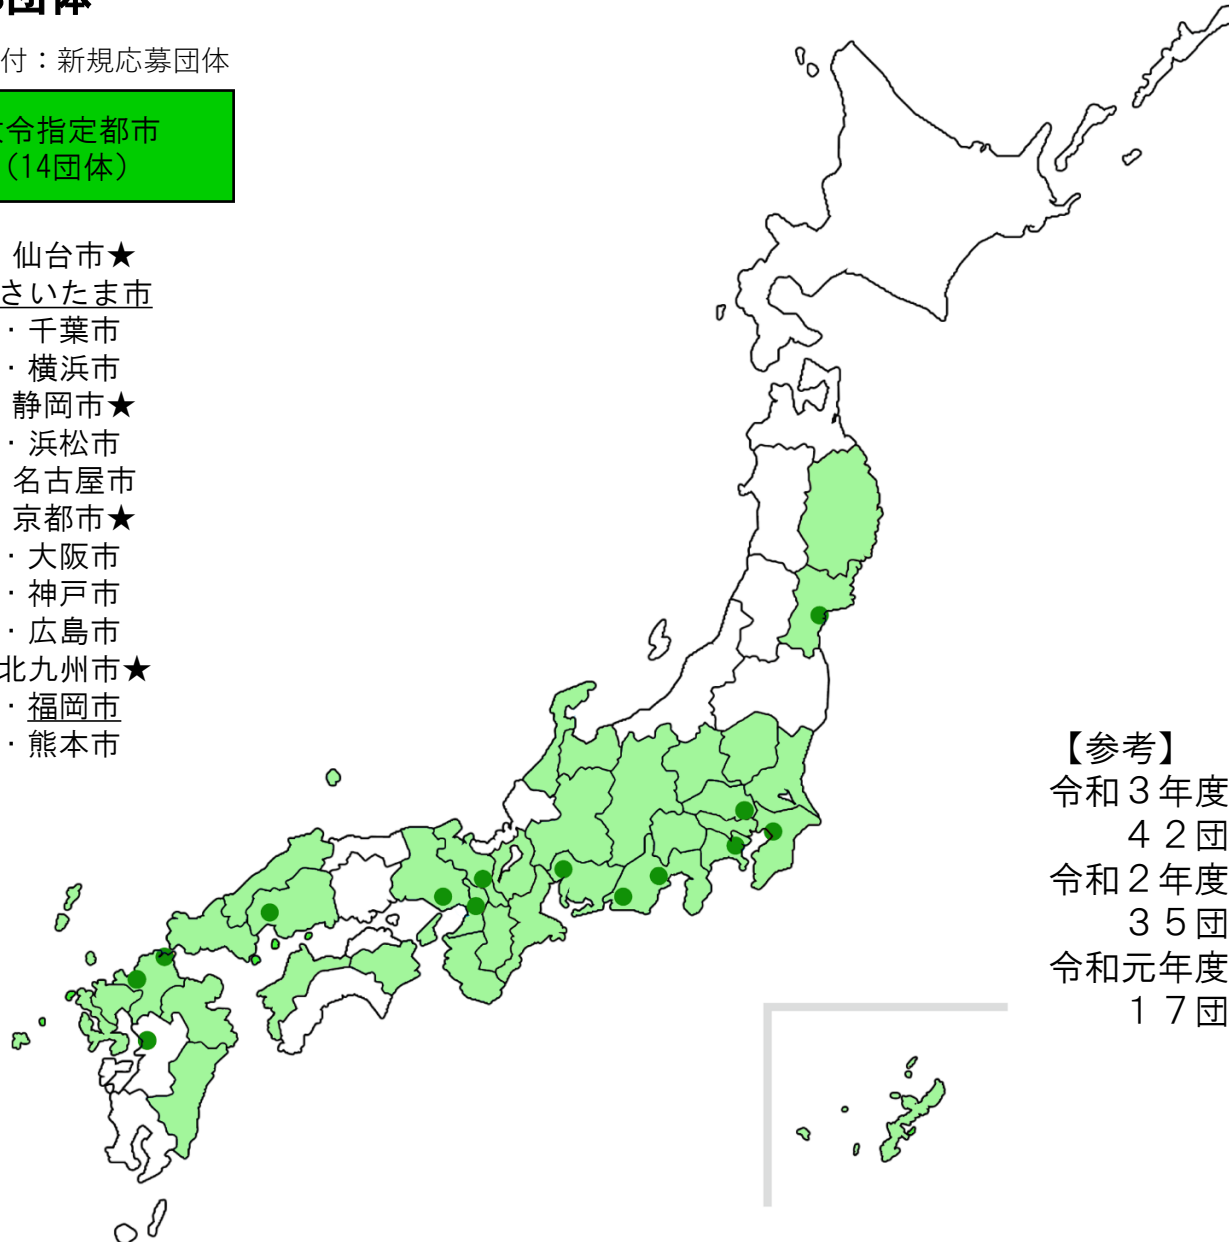 団体
付：新規応募団体
令指定都市
（14団体）
仙台市★
さいたま市
・千葉市
・横浜市
静岡市★
・浜松市
名古屋市
京都市★
・大阪市
・神戸市
・広島市
北九州市★
・福岡市
・熊本市
【参考】
令和３年度
４２団
令和２年度
３５団
令和元年度
１７団